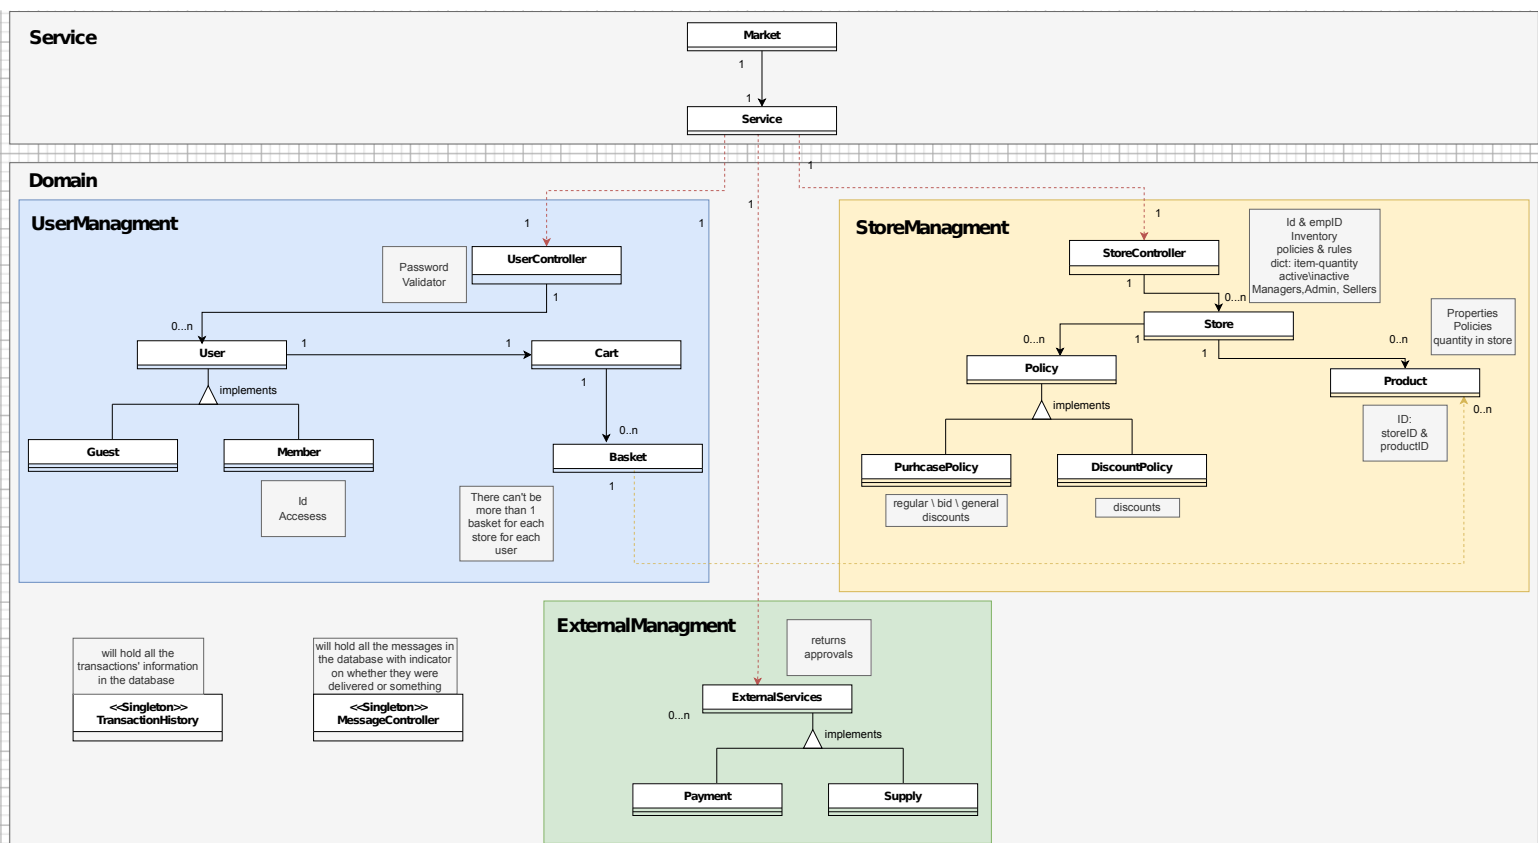 Service
Market
1
1
Service
1
Domain
UserManagment
1
1
1
Password
Validator
UserController
1
0...n
User
1
1
Cart
implements
1
0..n
Guest
Member
Basket
1
Id
Accesess
There can't be
more than 1
basket for each
store for each
user
StoreManagment
1
Id & empID
Inventory
policies & rules
dict: item-quantity
active\inactive
Managers,Admin, Sellers
StoreController
1
0...n
Store
Properties
Policies
quantity in store
0...n
1
1
0..n
Policy
Product
implements
0...n
ID:
storeID &
productID
PurhcasePolicy
DiscountPolicy
regular \ bid \ general
discounts
discounts
ExternalManagment
returns
approvals
ExternalServices
0...n
implements
Payment
Supply
will hold all the
transactions' information
in the database
<<Singleton>>
TransactionHistory
will hold all the messages in
the database with indicator
on whether they were
delivered or something
<<Singleton>>
MessageController